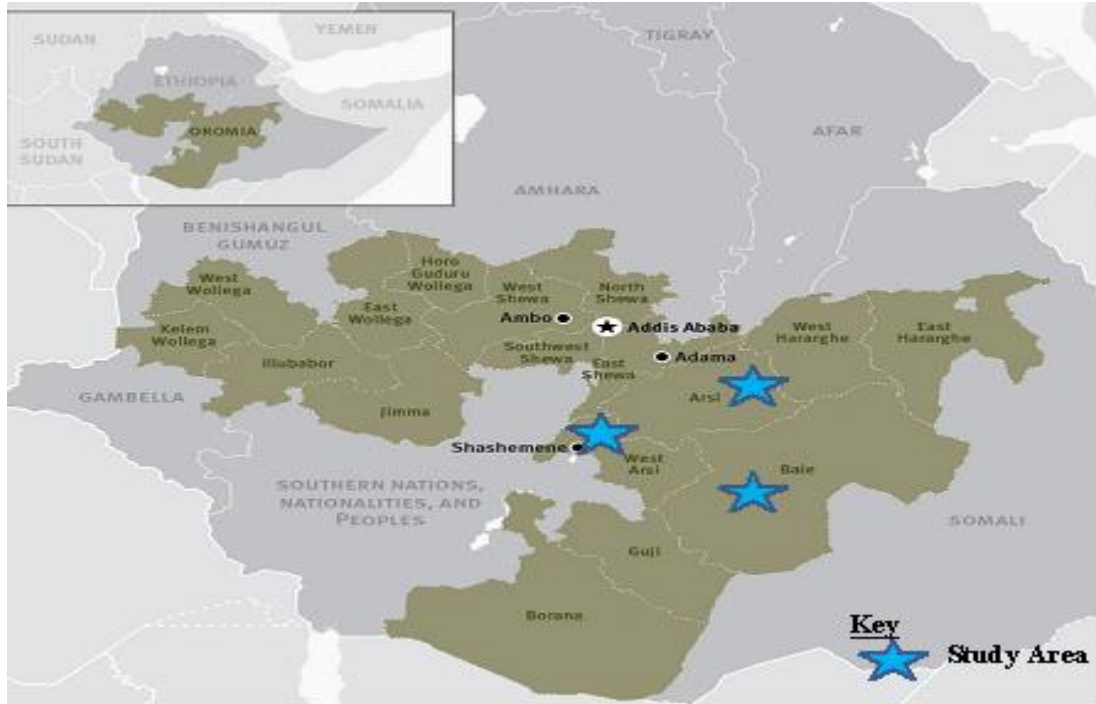 SUDAN
YEMEN
ETHIOPIA
SOMALIA
OROMIA
SOUTH
SUDAN
TIGRAY
AFAR
AMHARA
BENISHANGUL
GUMUZ
West
Wollega
Horo
Guduru
Wollega
West
Shewa
North
Shewa
East
Wollega
Ambo
Addis Ababa
West
Hararghe
East
Hararghe
Kelem
Wollega
Southwest
Shewa
Adama
Illubabor
East
Shewa
GAMBELLA
Jimma
Arsi
Shashemene
West
Arsi
Bale
SOUTHERN NATIONS,
NATIONALITIES, AND
PEOPLES
SOMALI
Guji
Borana
Key
Study Area